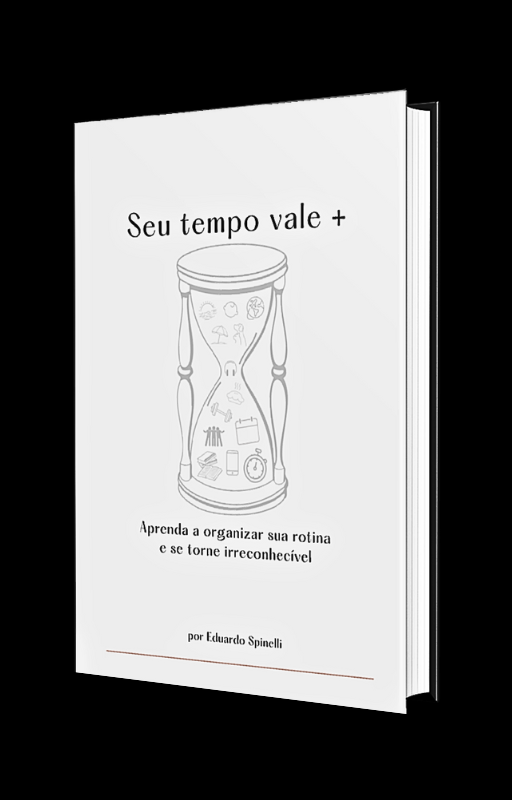 Seu tempo vale +
Aprenda a organizar sua rotina
e se torne irreconhecível
por Eduardo Spinelli